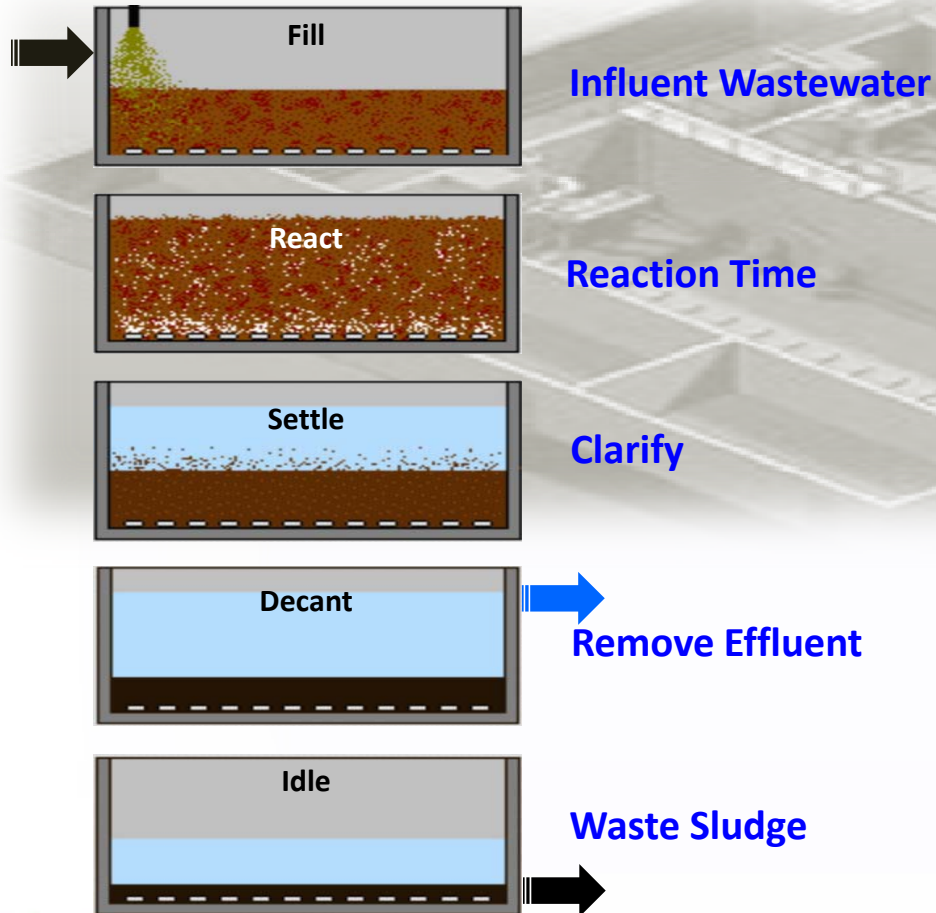 Fill
Influent Wastewater
React
Reaction Time
Settle
Clarify
Decant
Remove Effluent
Idle
Waste Sludge